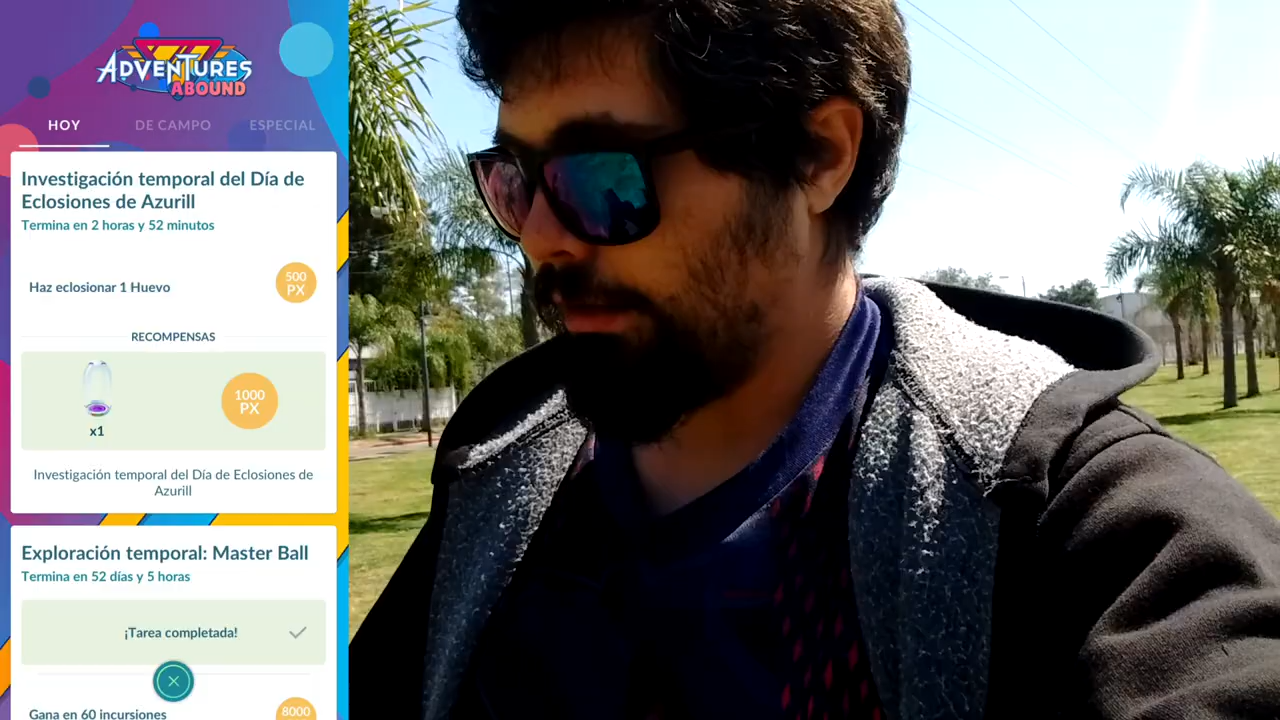 ADVENTURES
ABOUND
HOY DE CAMPO ESPECIAL
Investigación temporal del Día de
Eclosiones de Azurill
Termina en 2 horas y 52 minutos
Haz eclosionar 1 Huevo
500
PX
RECOMPENSAS
x1
1000
PX
Investigación temporal del Día de Eclosiones de
Azurill
Exploración temporal: Master Ball
Termina en 52 días y 5 horas
¡Tarea completada!
Gana en 60 incursiones
8000